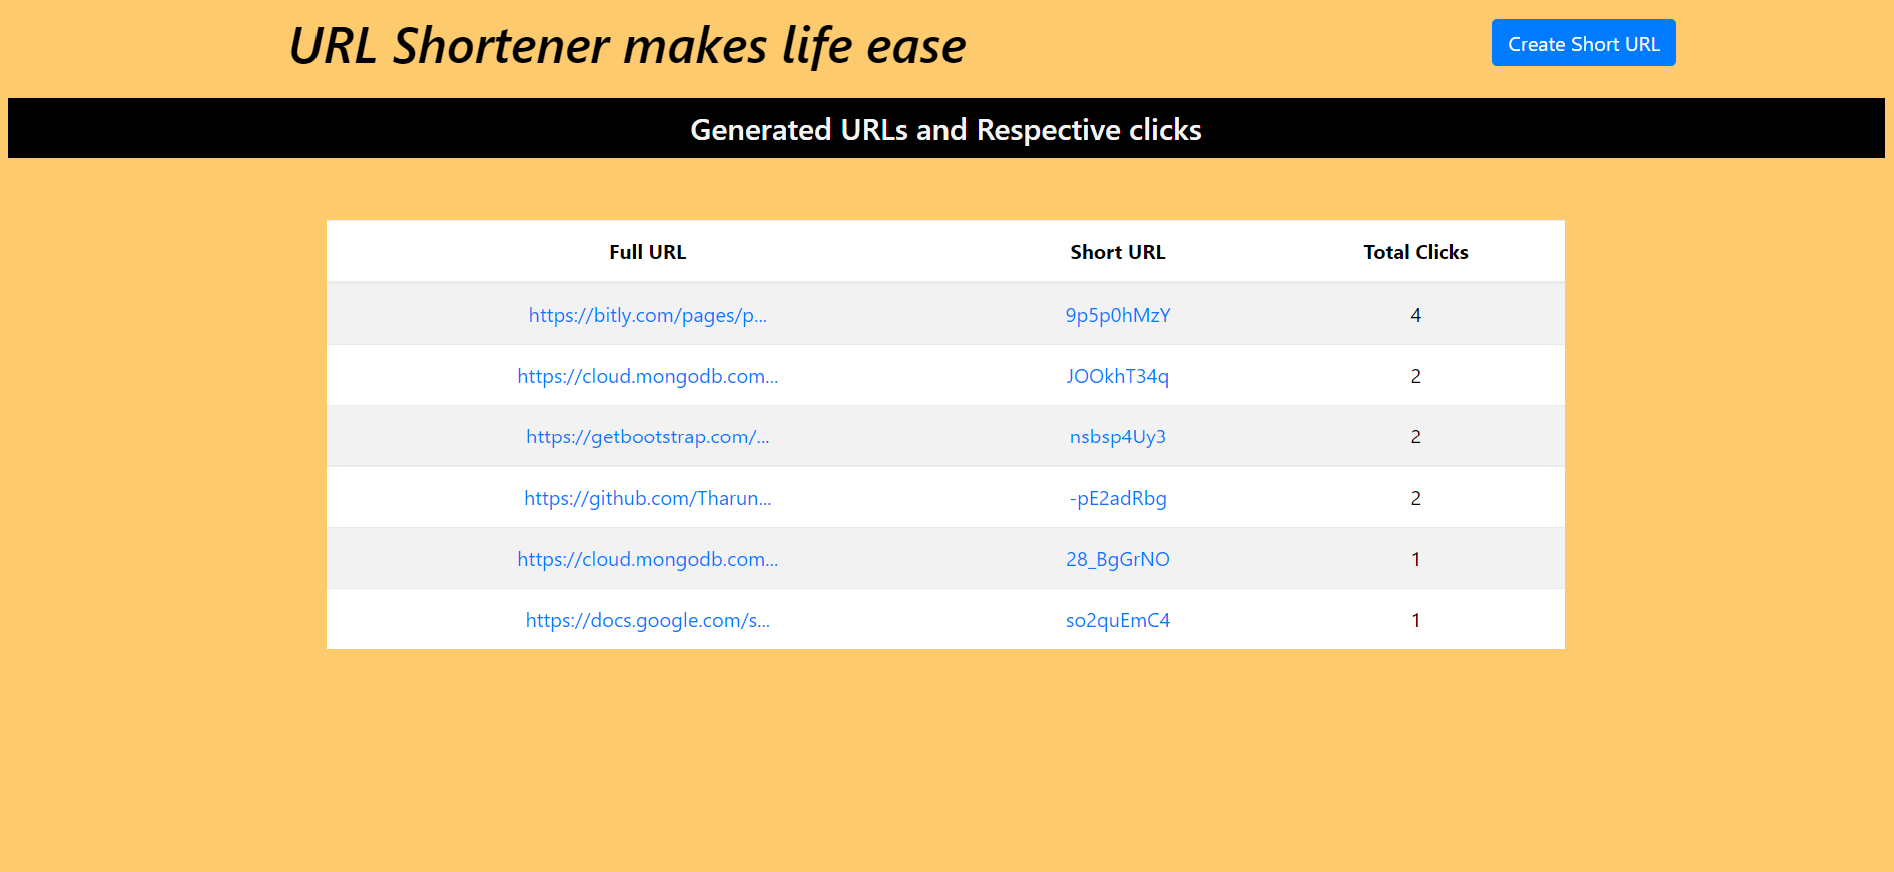 URL Shortener makes life ease
Create Short URL
Generated URLs and Respective clicks
Full URL Short URL Total Clicks
https://bitly.com/pages/p... 9p5p0hMzY 4
https://cloud.mongodb.com... JOOkhT34q 2
https://getbootstrap.com/... nsbsp4Uy3 2
https://github.com/Tharun... -pE2adRbg 2
https://cloud.mongodb.com... 28_BgGrNO 1
https://docs.google.com/s... so2quEmC4 1